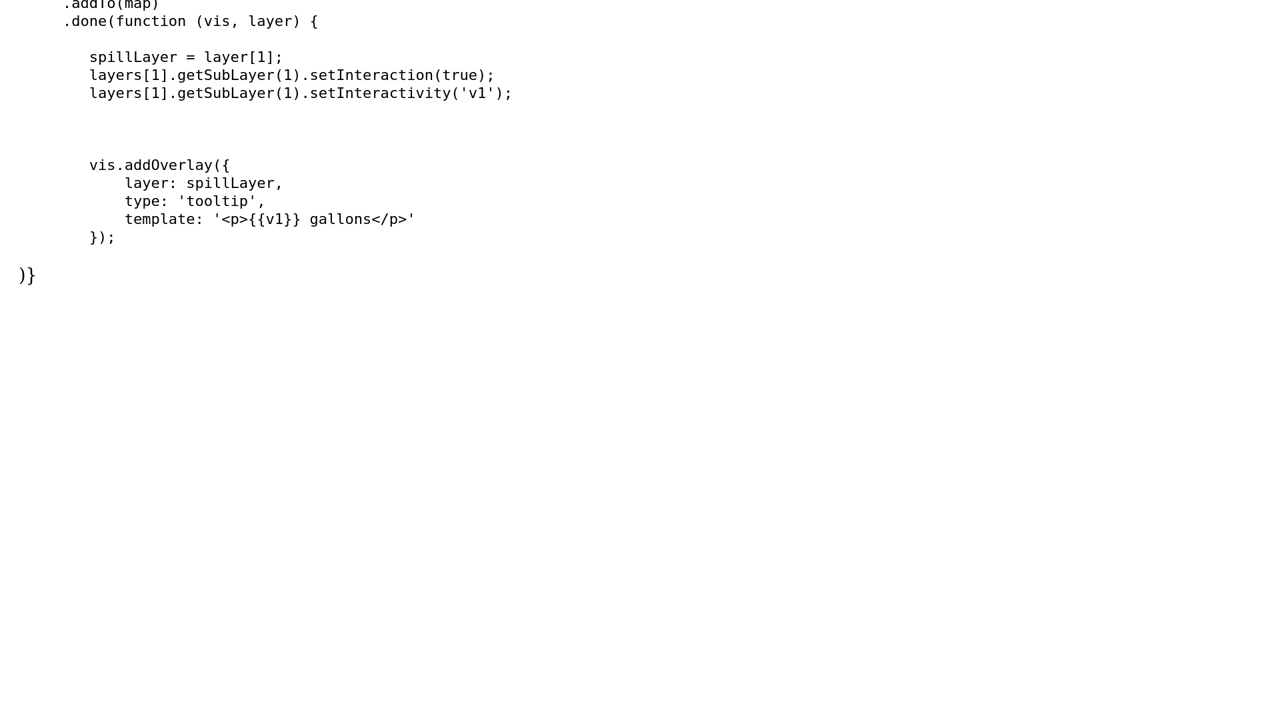 .addTo(map)
.done(function (vis, layer) {
spillLayer = layer[1];
layers[1].getSubLayer(1).setInteraction(true);
layers[1].getSubLayer(1).setInteractivity('v1');
vis.addOverlay({
layer: spillLayer,
type: 'tooltip',
template: '<p>{{v1}} gallons</p>'
});
)}